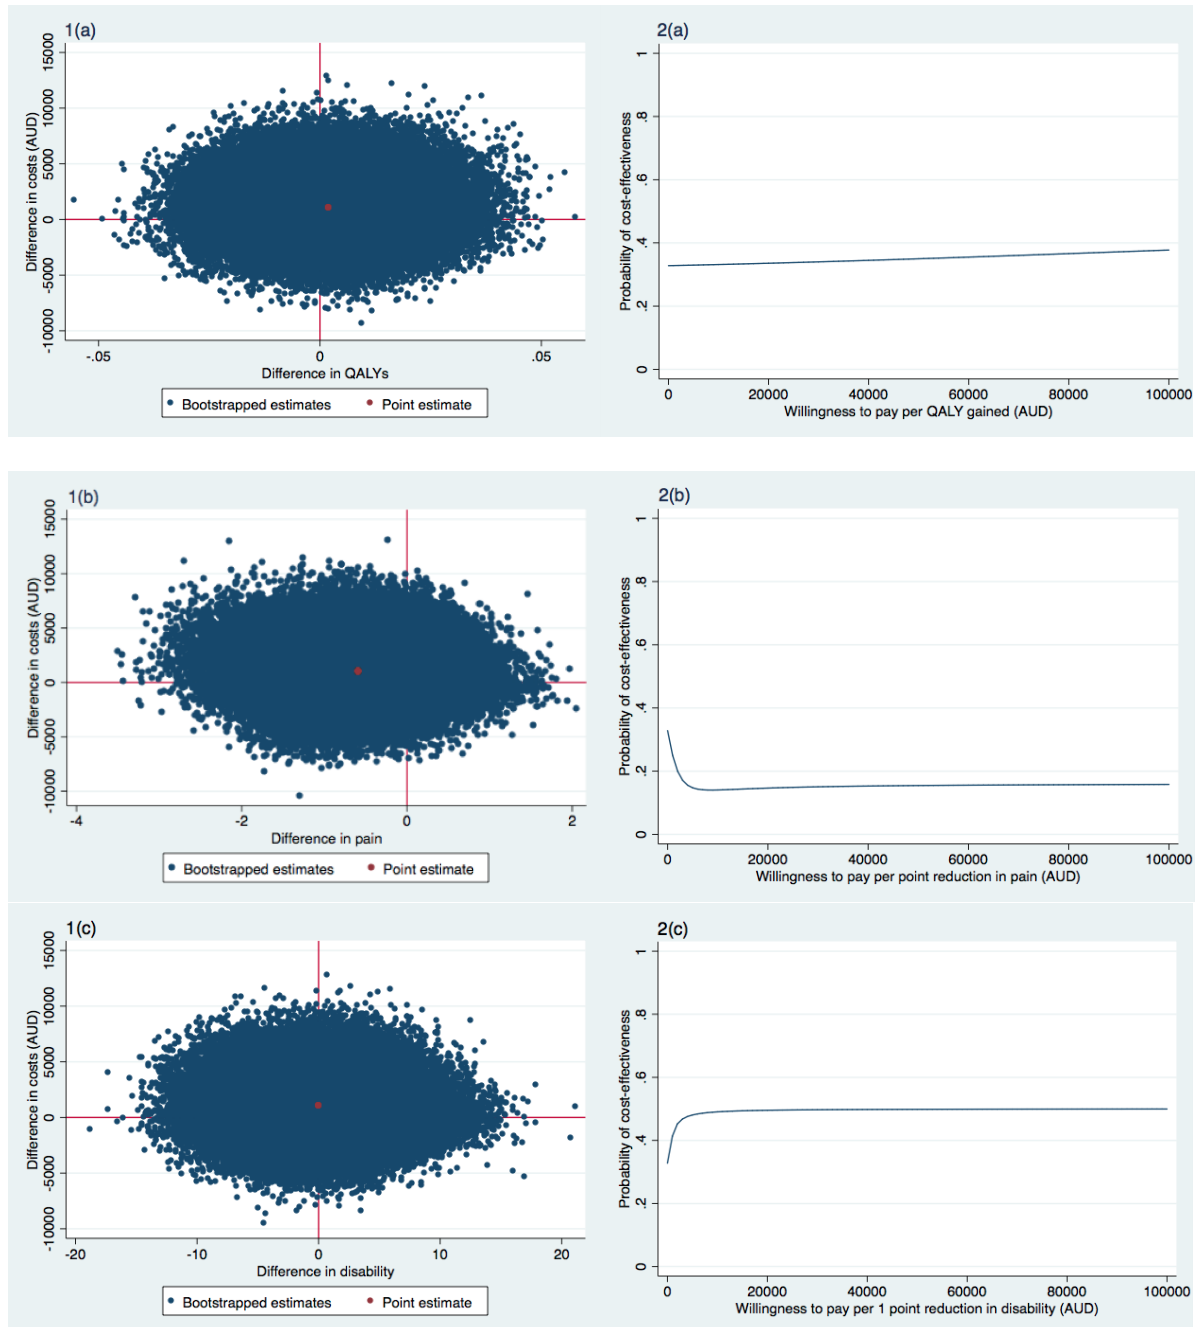 1(a)
15000
10000
5000
0
-5000
-10000
Difference in costs (AUD)
-.05
0
.05
Difference in QALYs
Bootstrapped estimates
Point estimate
2(a)
1
.8
.6
.4
.2
0
Probability of cost-effectiveness
0
20000
40000
60000
80000
100000
Willingness to pay per QALY gained (AUD)
1(b)
15000
10000
5000
0
-5000
-10000
Difference in costs (AUD)
-4
-2
0
2
Difference in pain
Bootstrapped estimates
Point estimate
2(b)
1
.8
.6
.4
.2
0
Probability of cost-effectiveness
0
20000
40000
60000
80000
100000
Willingness to pay per point reduction in pain (AUD)
1(c)
15000
10000
5000
0
-5000
-10000
Difference in costs (AUD)
-20
-10
0
10
20
Difference in disability
Bootstrapped estimates
Point estimate
2(c)
1
.8
.6
.4
.2
0
Probability of cost-effectiveness
0
20000
40000
60000
80000
100000
Willingness to pay per 1 point reduction in disability (AUD)